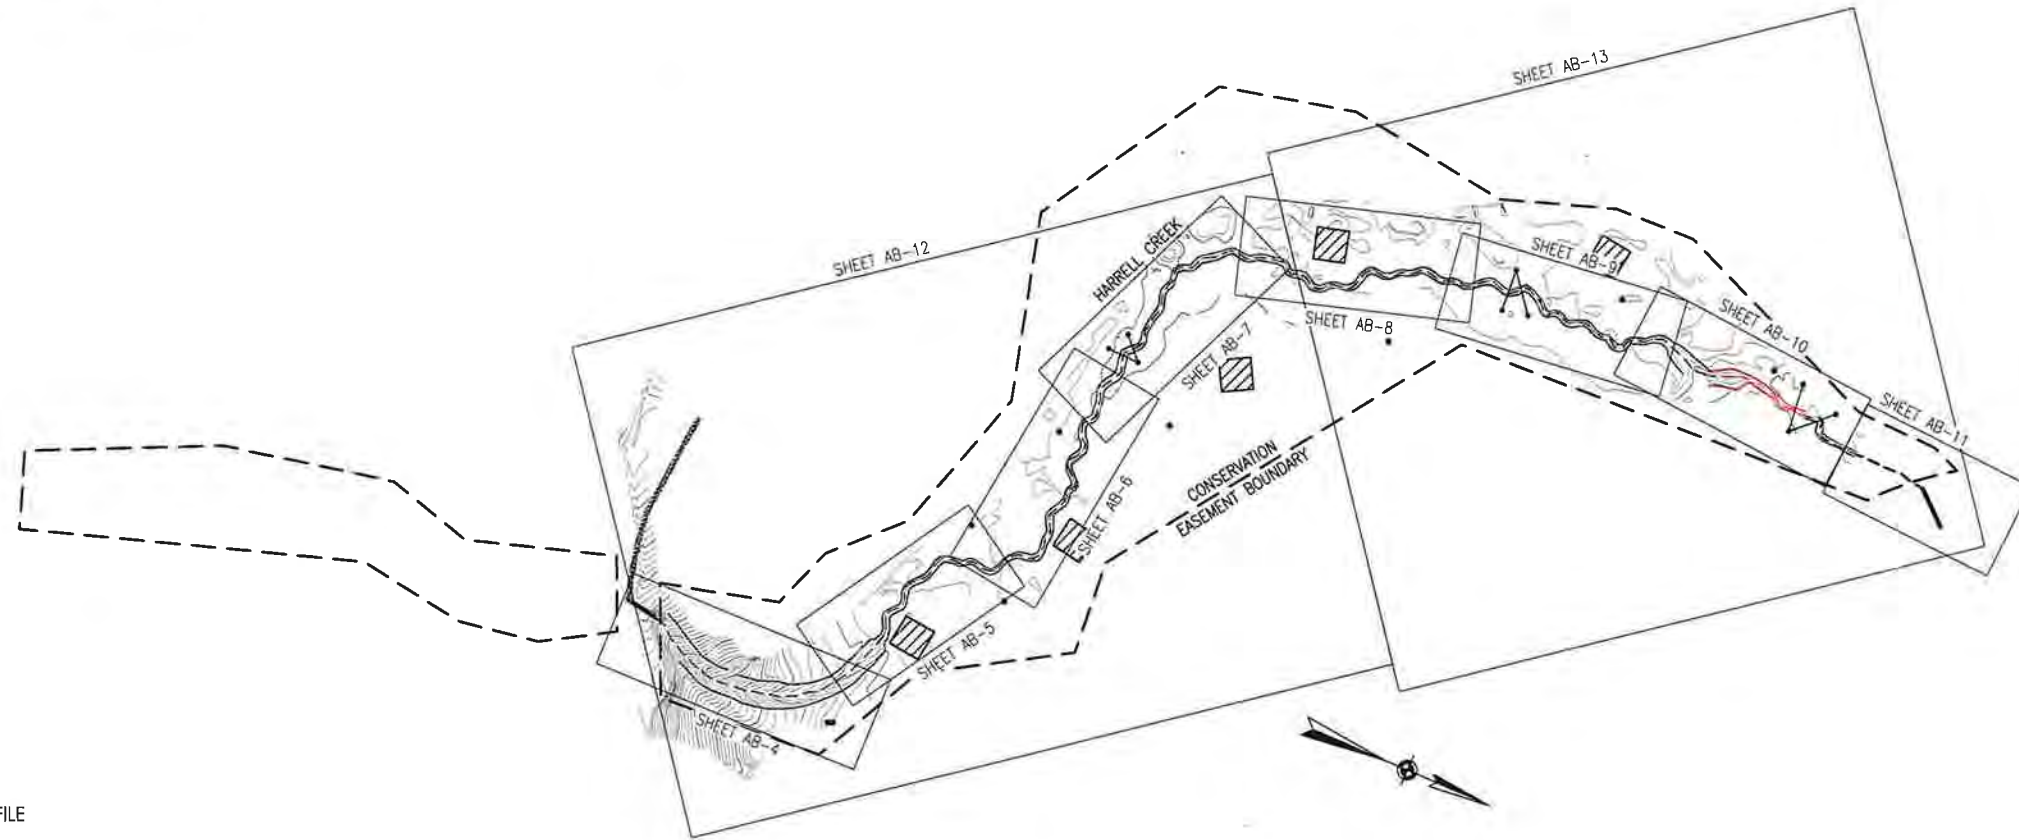 SHEET AB-13
SHEET AB-12
HARRELL CREEK
SHEET AB-9
SHEET AB-8
SHEET AB-10
SHEET AB-7
SHEET AB-11
CONSERVATION
EASEMENT BOUNDARY
SHEET AB-6
SHEET AB-5
SHEET AB-4
FILE